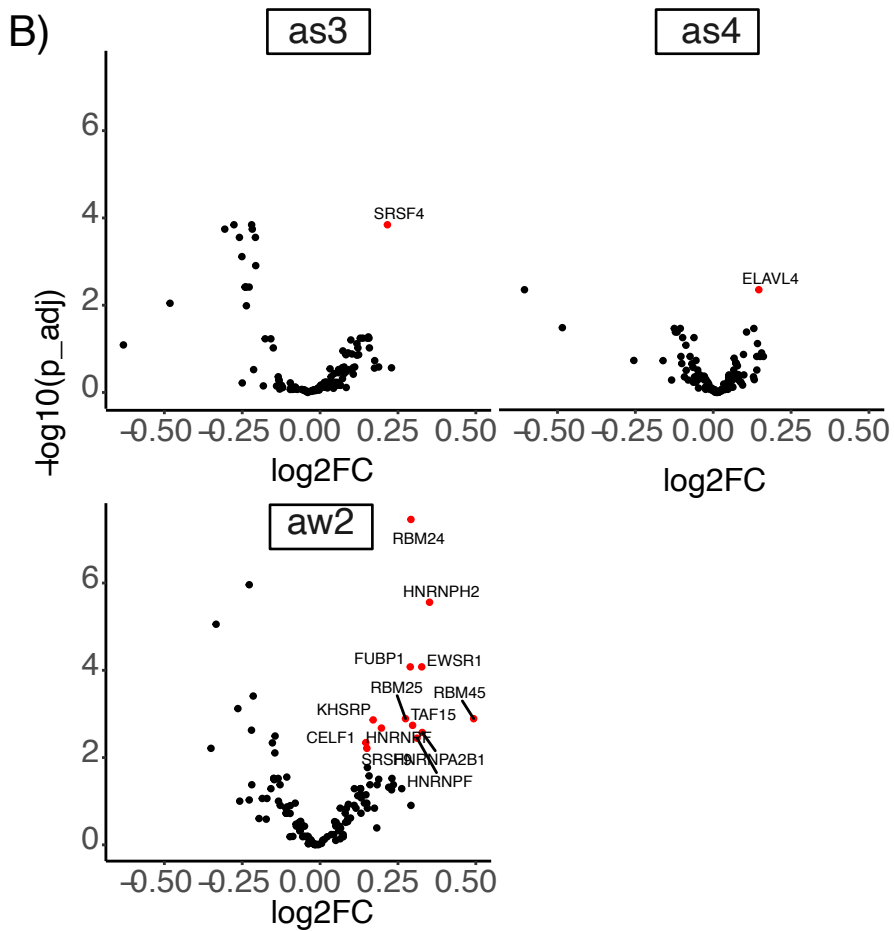 B)
as3
as4
−log10(p_adj)
6
4
2
0
SRSF4
ELAVL4
−0.50 −0.25 0.00 0.25 0.50
−0.50 −0.25 0.00 0.25 0.50
log2FC
log2FC
aw2
6
4
2
0
RBM24
HNRNPH2
FUBP1
EWSR1
RBM25
RBM45
KHSRP
TAF15
CELF1
HNRNPF
SRSF9
HNRNPA2B1
HNRNPF
−0.50 −0.25 0.00 0.25 0.50
log2FC